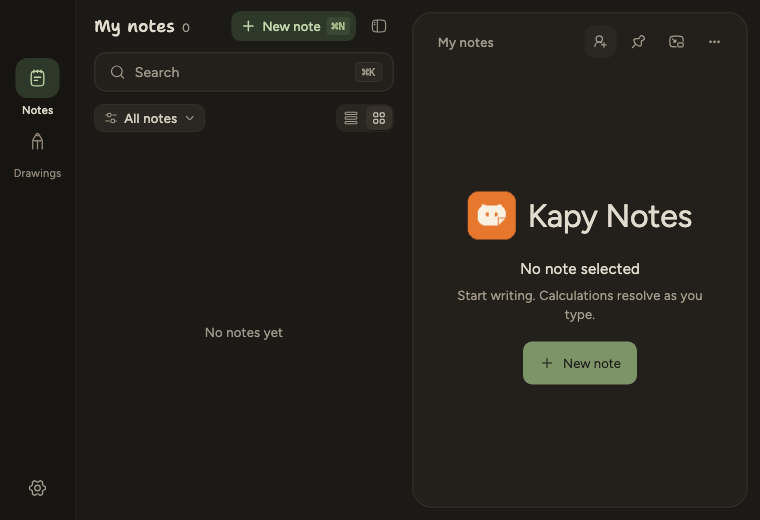 My notes 0
New note ⌘N
Search ⌘K
All notes
Notes
Drawings
No notes yet
My notes
Kapy Notes
No note selected
Start writing. Calculations resolve as you
type.
New note